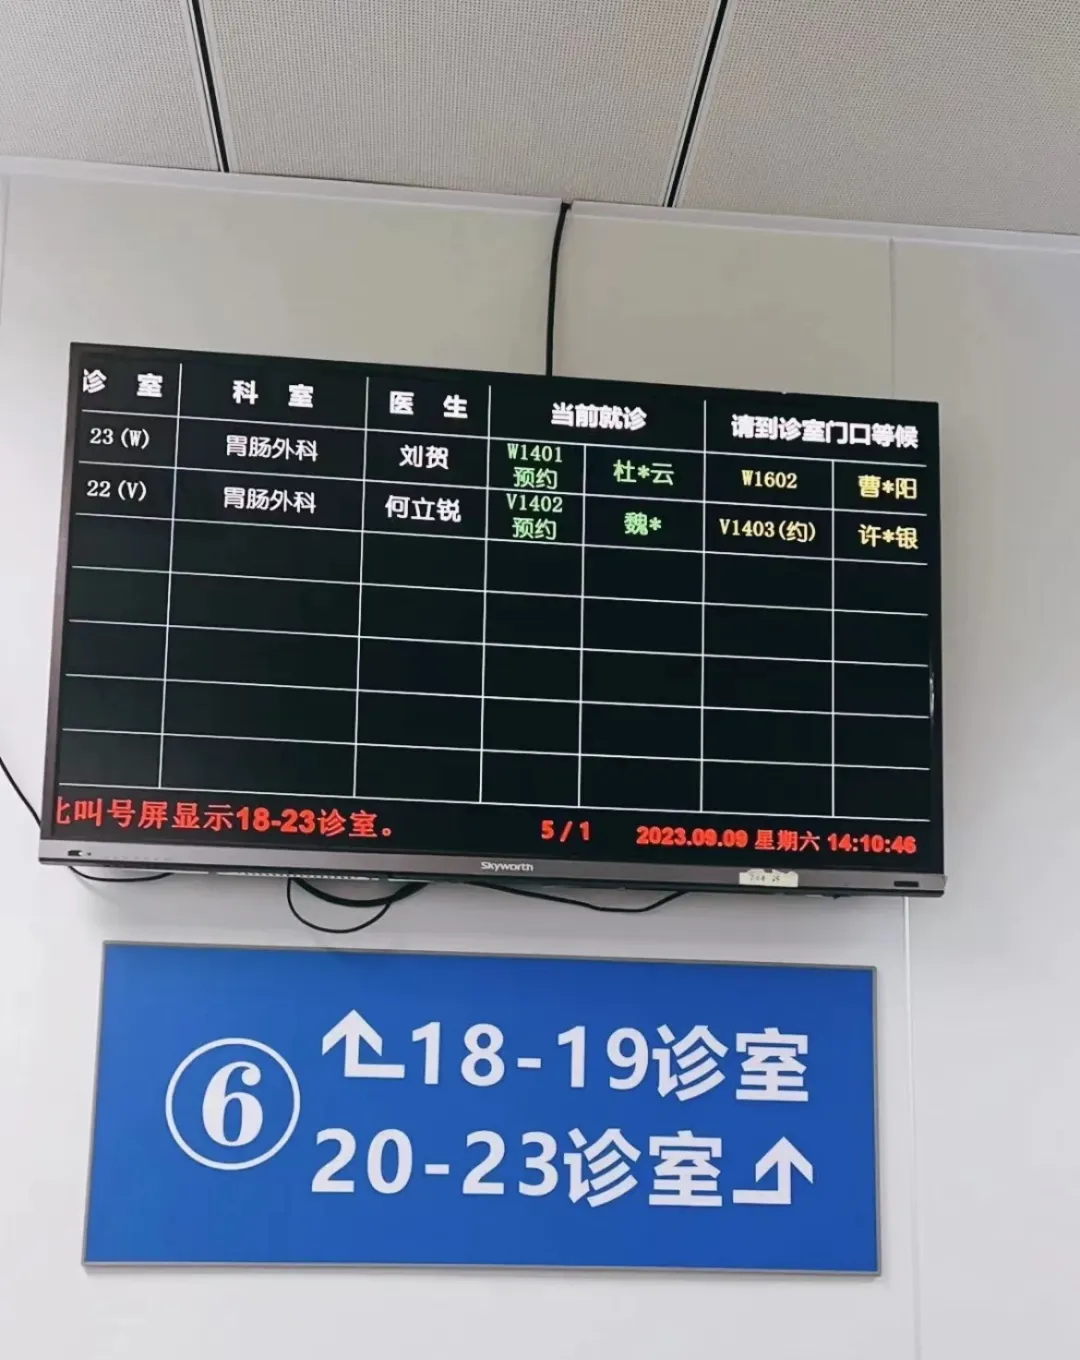 诊 室 科 室 医 生 当前就诊 请到诊室门口等候
23(W) 胃肠外科 刘贺 W1401 预约 杜*云 W1602 曹*阳
22(V) 胃肠外科 何立锐 V1402 预约 魏* V1403(约) 许*银
叫号屏显示18-23诊室。 5/1 2023.09.09 星期六 14:10:46
Skyworth
6
18-19诊室
20-23诊室